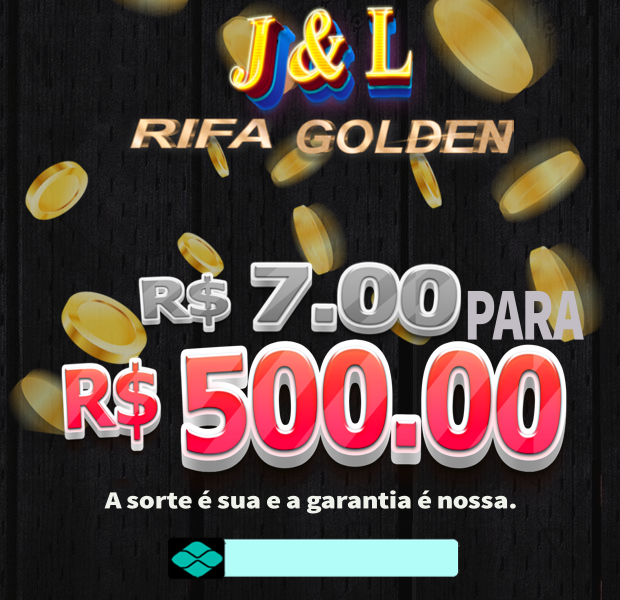 J & L
RIFA GOLDEN
R$ 7.00 PARA
R$ 500.00
A sorte é sua e a garantia é nossa.